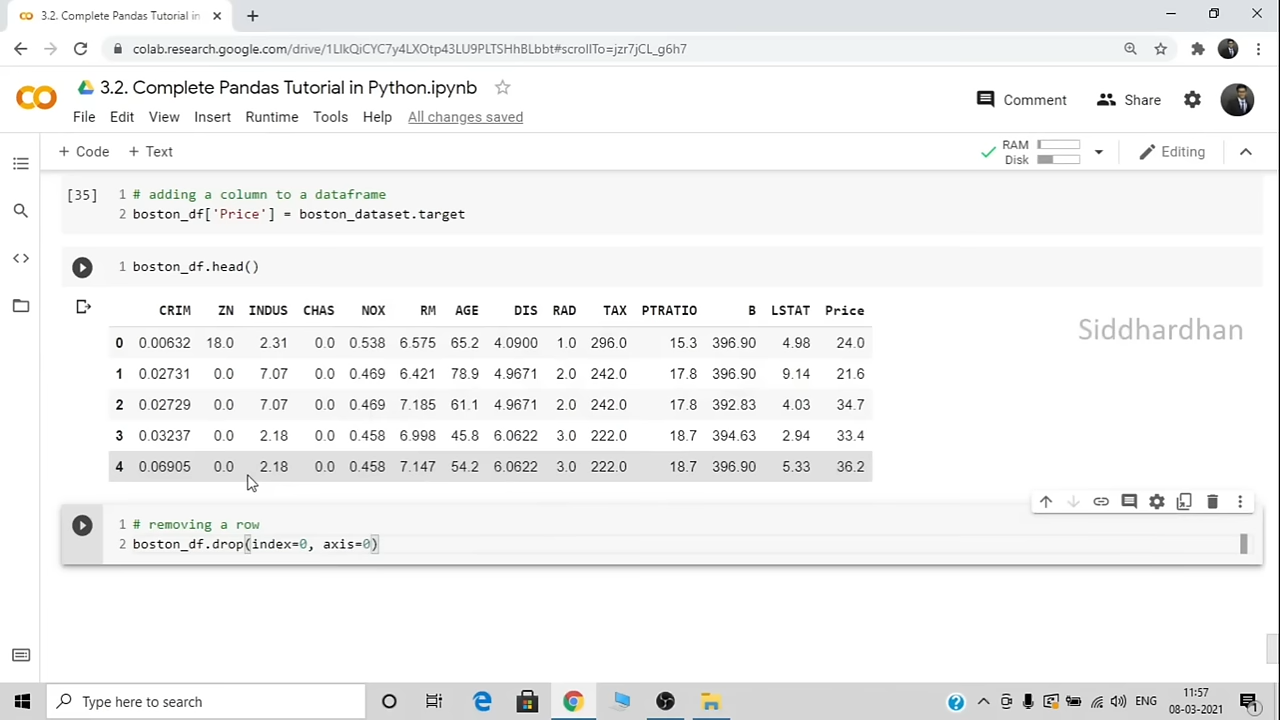 3.2. Complete Pandas Tutorial in
colab.research.google.com/drive/1LIkQiCYC7y4LXOtp43LU9PLTSHhBLbbt#scrollTo=jzr7jCL_g6h7
3.2. Complete Pandas Tutorial in Python.ipynb
Comment
Share
File Edit View Insert Runtime Tools Help All changes saved
+ Code + Text
RAM
Disk
Editing
[35] 1 # adding a column to a dataframe
2 boston_df['Price'] = boston_dataset.target
1 boston_df.head()
CRIM ZN INDUS CHAS NOX RM AGE DIS RAD TAX PTRATIO B LSTAT Price
0 0.00632 18.0 2.31 0.0 0.538 6.575 65.2 4.0900 1.0 296.0 15.3 396.90 4.98 24.0
1 0.02731 0.0 7.07 0.0 0.469 6.421 78.9 4.9671 2.0 242.0 17.8 396.90 9.14 21.6
2 0.02729 0.0 7.07 0.0 0.469 7.185 61.1 4.9671 2.0 242.0 17.8 392.83 4.03 34.7
3 0.03237 0.0 2.18 0.0 0.458 6.998 45.8 6.0622 3.0 222.0 18.7 394.63 2.94 33.4
4 0.06905 0.0 2.18 0.0 0.458 7.147 54.2 6.0622 3.0 222.0 18.7 396.90 5.33 36.2
Siddhardhan
1 # removing a row
2 boston_df.drop(index=0, axis=0)
Type here to search
ENG
11:57
08-03-2021